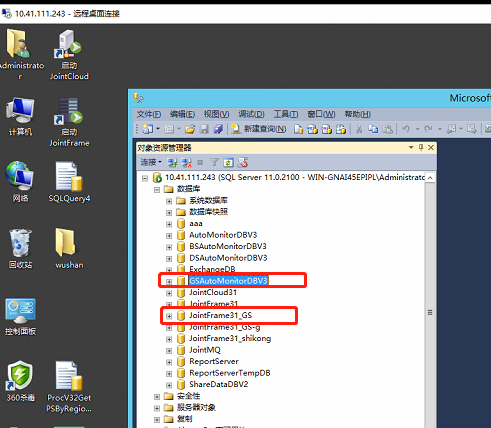 10.41.111.243 - 远程桌面连接
Administrator
启动
JointCloud
计算机
启动
JointFrame
网络
SQLQuery4
回收站
wushan
控制面板
360杀毒
ProcV32Get
PSByRegio...
Microsof
文件(F) 编辑(E) 视图(V) 调试(D) 工具(T) 窗口(W) 帮助(H)
新建查询(N)
对象资源管理器
连接
10.41.111.243 (SQL Server 11.0.2100 - WIN-GNAI45EPIPL\Administrato
数据库
系统数据库
数据库快照
aaa
AutoMonitorDBV3
BSAutoMonitorDBV3
DSAutoMonitorDBV3
ExchangeDB
GSAutoMonitorDBV3
JointCloud31
JointFrame31
JointFrame31_GS
JointFrame31_GS-g
JointFrame31_shikong
JointMQ
ReportServer
ReportServerTempDB
ShareDataDBV2
安全性
服务器对象
复制